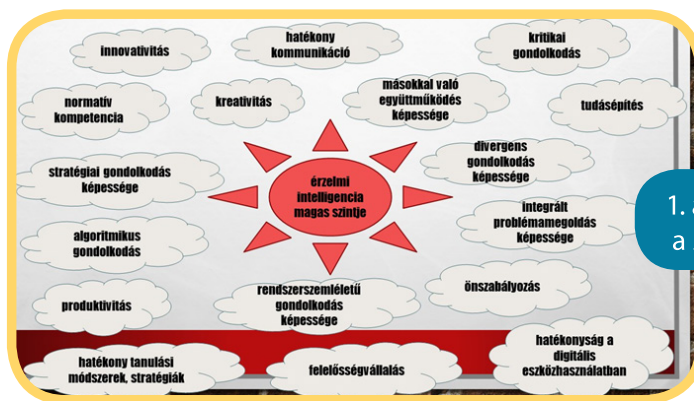 innovativitás
hatékony
kommunikáció
kritikai
gondolkodás
normatív
kompetencia
kreativitás
másokkal való
együttműködés
képessége
tudásépítés
stratégiai gondolkodás
képessége
érzelmi
intelligencia
magas szintje
divergens
gondolkodás
képessége
algoritmikus
gondolkodás
integrált
problémamegoldás
képessége
1.
a
produktivitás
rendszerszemléletű
gondolkodás
képessége
önszabályozás
hatékony tanulási
módszerek, stratégiák
felelősségvállalás
hatékonyság a
digitális
eszközhasználatban